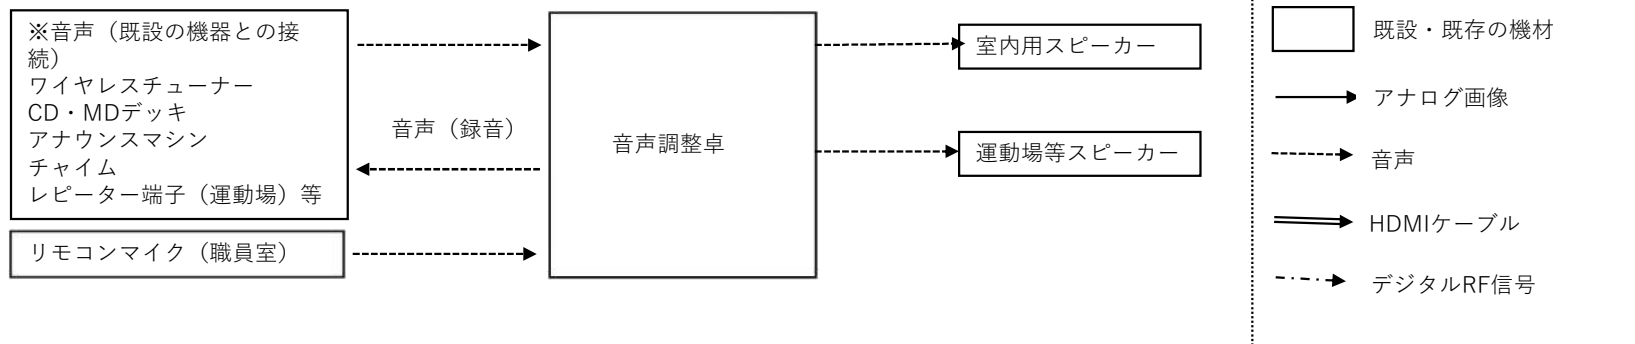 ※音声（既設の機器との接
続）
ワイヤレスチューナー
CD・MDデッキ
アナウンスマシン
チャイム
レピーター端子（運動場）等
リモコンマイク（職員室）
音声（録音）
音声調整卓
室内用スピーカー
運動場等スピーカー
既設・既存の機材
アナログ画像
音声
HDMIケーブル
デジタルRF信号